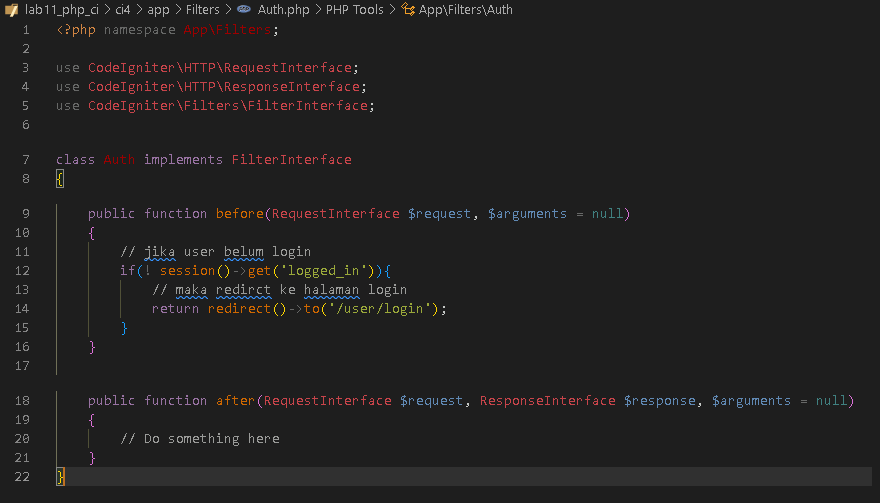 lab11_php_ci > ci4 > app > Filters > Auth.php > PHP Tools > App\Filters\Auth
1 <?php namespace App\Filters;
2
3 use CodeIgniter\HTTP\RequestInterface;
4 use CodeIgniter\HTTP\ResponseInterface;
5 use CodeIgniter\Filters\FilterInterface;
6
7 class Auth implements FilterInterface
8 {
9 public function before(RequestInterface $request, $arguments = null)
10 {
11 // jika user belum login
12 if(! session()->get('logged_in')){
13 // maka redirct ke halaman login
14 return redirect()->to('/user/login');
15 }
16 }
17
18 public function after(RequestInterface $request, ResponseInterface $response, $arguments = null)
19 {
20 // Do something here
21 }
22 }